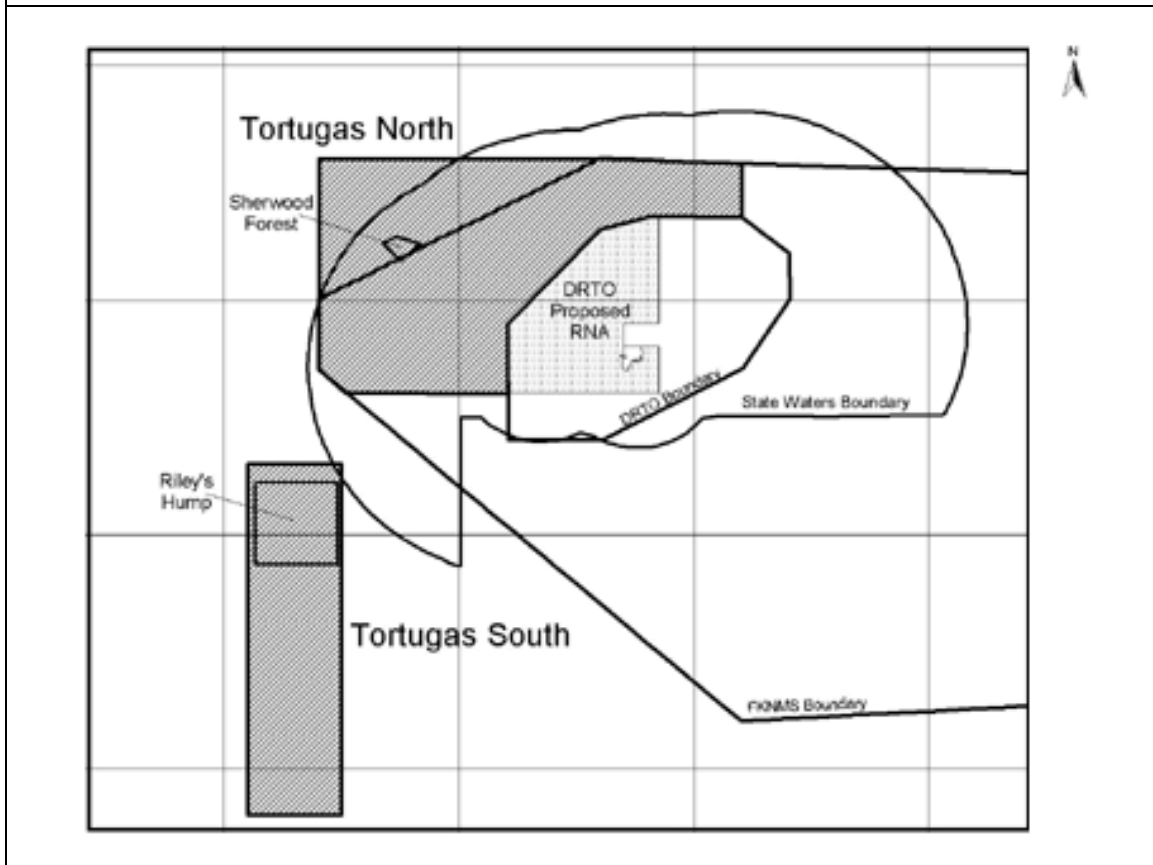 N
Tortugas North
Sherwood
Forest
DRTO
Proposed
RNA
DRTO Boundary
State Waters Boundary
Riley's
Hump
Tortugas South
FKNMS Boundary